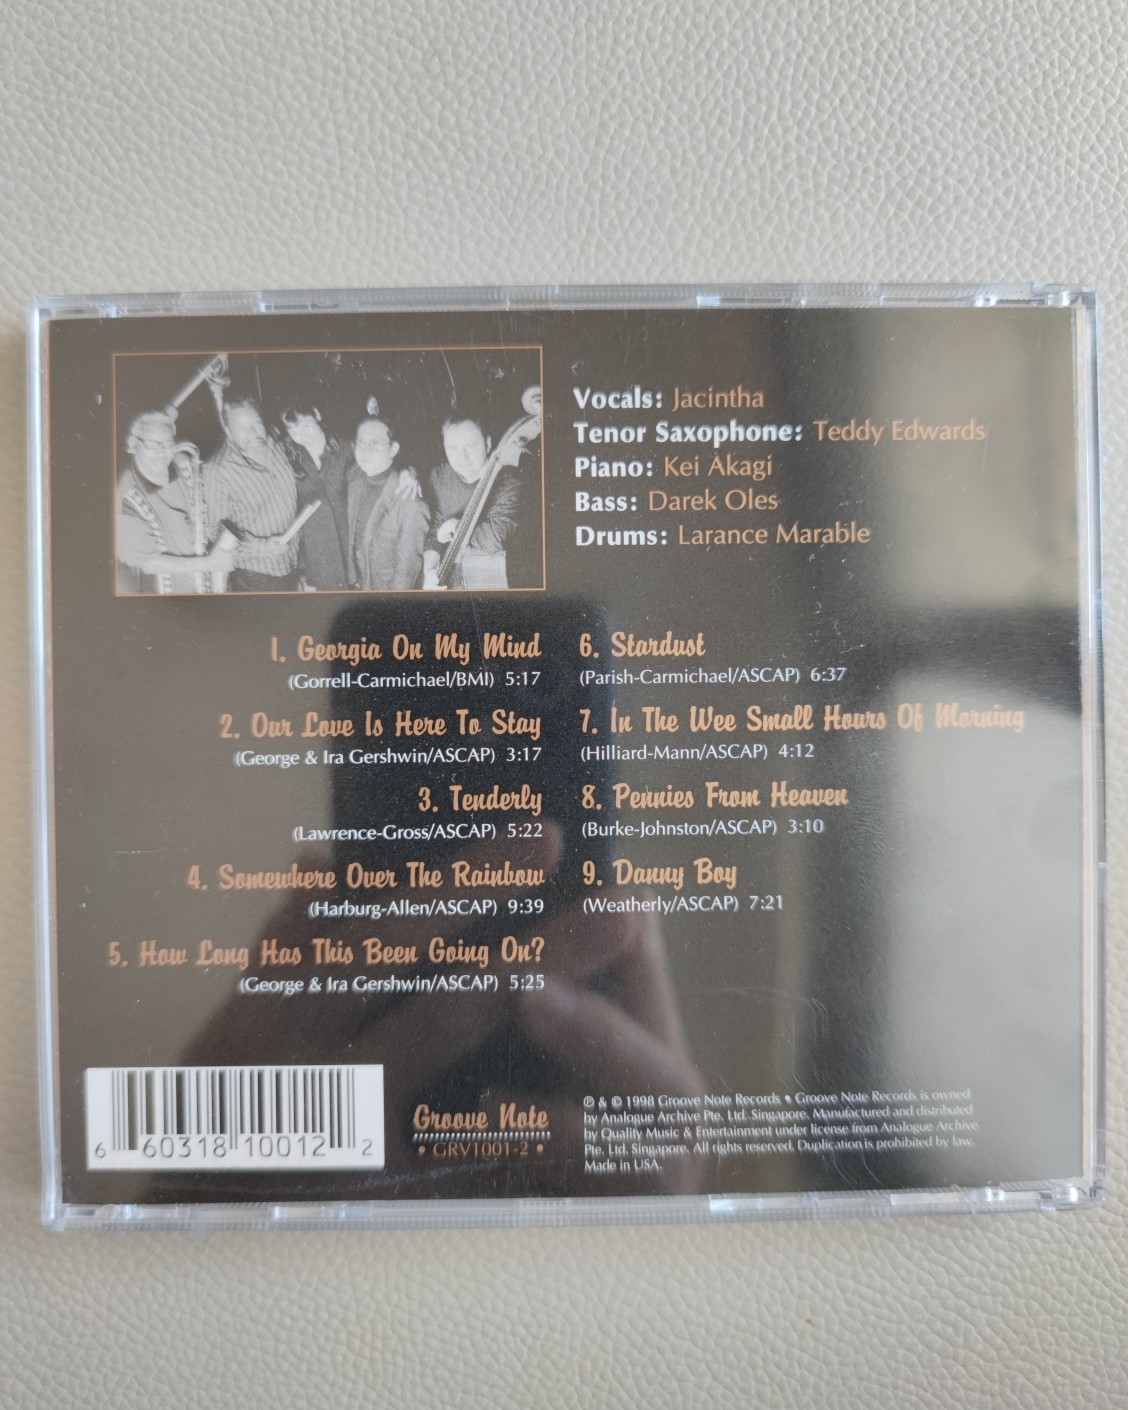 Vocals: Jacintha
Tenor Saxophone: Teddy Edwards
Piano: Kei Akagi
Bass: Darek Oles
Drums: Larance Marable
1. Georgia On My Mind
(Gorrell-Carmichael/BMI) 5:17
2. Our Love Is Here To Stay
(George & Ira Gershwin/ASCAP) 3:17
3. Tenderly
(Lawrence-Gross/ASCAP) 5:22
4. Somewhere Over The Rainbow
(Harburg-Allen/ASCAP) 9:39
5. How Long Has This Been Going On?
(George & Ira Gershwin/ASCAP) 5:25
6. Stardust
(Parish-Carmichael/ASCAP) 6:37
7. In The Wee Small Hours Of Morning
(Hilliard-Mann/ASCAP) 4:12
8. Pennies From Heaven
(Burke-Johnston/ASCAP) 3:10
9. Danny Boy
(Weatherly/ASCAP) 7:21
6 60318 10012 2
Groove Note
• GRV1001-2 •
℗ & © 1998 Groove Note Records • Groove Note Records is owned
by Analogue Archive Pte. Ltd. Singapore. Manufactured and distributed
by Quality Music & Entertainment under license from Analogue Archive
Pte. Ltd. Singapore. All rights reserved. Duplication is prohibited by law.
Made in USA.